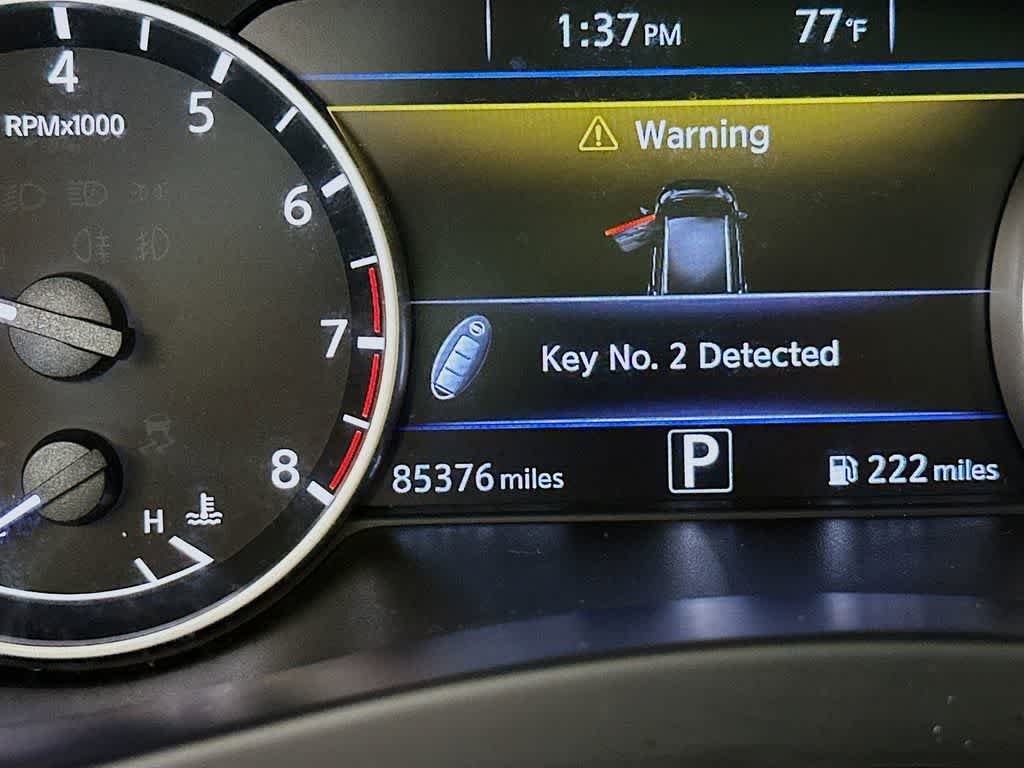 1:37 PM 77°F
4
5
RPMx1000
Warning
6
7
Key No. 2 Detected
8
85376 miles P 222 miles
H